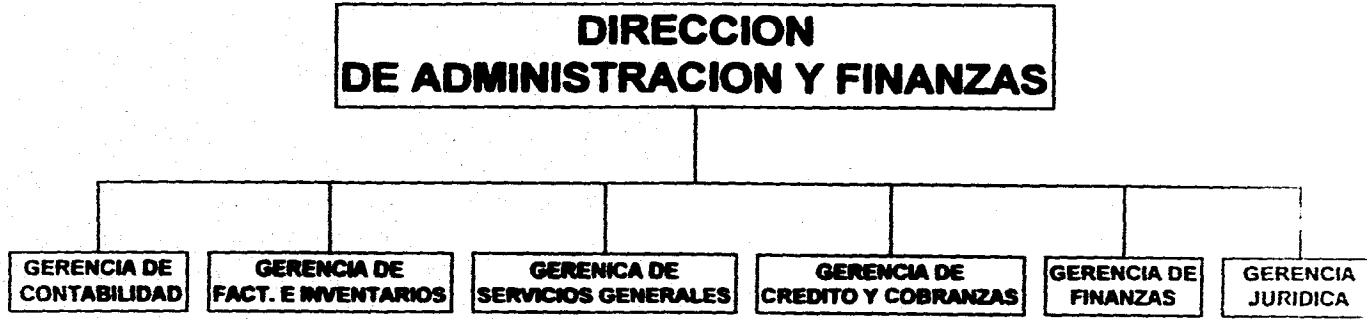 DIRECCION
DE ADMINISTRACION Y FINANZAS
GERENCIA DE
CONTABILIDAD
GERENCIA DE
FACT. E INVENTARIOS
GERENICA DE
SERVICIOS GENERALES
GERENCIA DE
CREDITO Y COBRANZAS
GERENCIA DE
FINANZAS
GERENCIA
JURIDICA